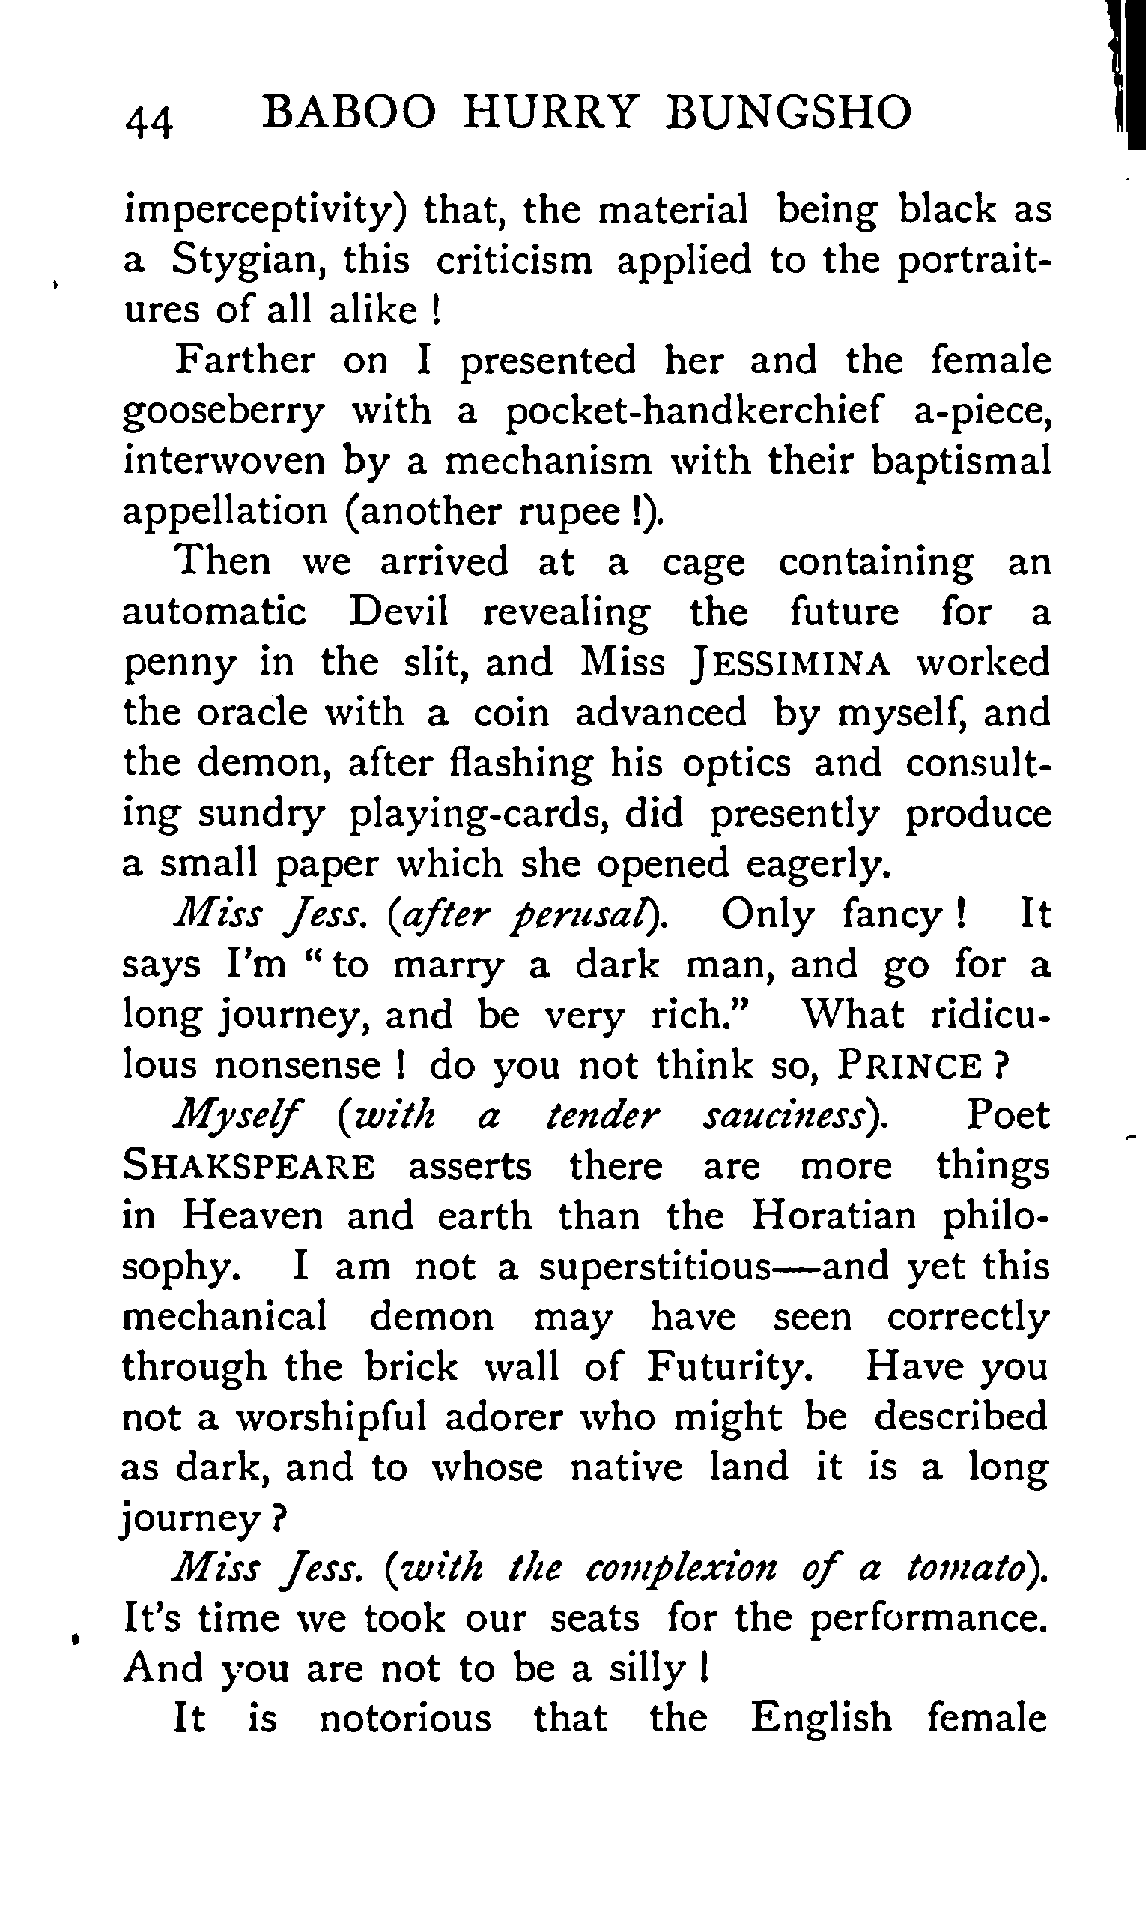 44 BABOO HURRY BUNGSHO
imperceptivity) that, the material being black as
a Stygian, this criticism applied to the portrait-
ures of all alike !
Farther on I presented her and the female
gooseberry with a pocket-handkerchief a-piece,
interwoven by a mechanism with their baptismal
appellation (another rupee !).
Then we arrived at a cage containing an
automatic Devil revealing the future for a
penny in the slit, and Miss JESSIMINA worked
the oracle with a coin advanced by myself, and
the demon, after flashing his optics and consult-
ing sundry playing-cards, did presently produce
a small paper which she opened eagerly.
Miss Jess. (after perusal). Only fancy ! It
says I'm " to marry a dark man, and go for a
long journey, and be very rich." What ridicu-
lous nonsense ! do you not think so, PRINCE ?
Myself (with a tender sauciness). Poet
SHAKSPEARE asserts there are more things
in Heaven and earth than the Horatian philo-
sophy. I am not a superstitious—and yet this
mechanical demon may have seen correctly
through the brick wall of Futurity. Have you
not a worshipful adorer who might be described
as dark, and to whose native land it is a long
journey ?
Miss Jess. (with the complexion of a tomato).
It's time we took our seats for the performance.
And you are not to be a silly !
It is notorious that the English female